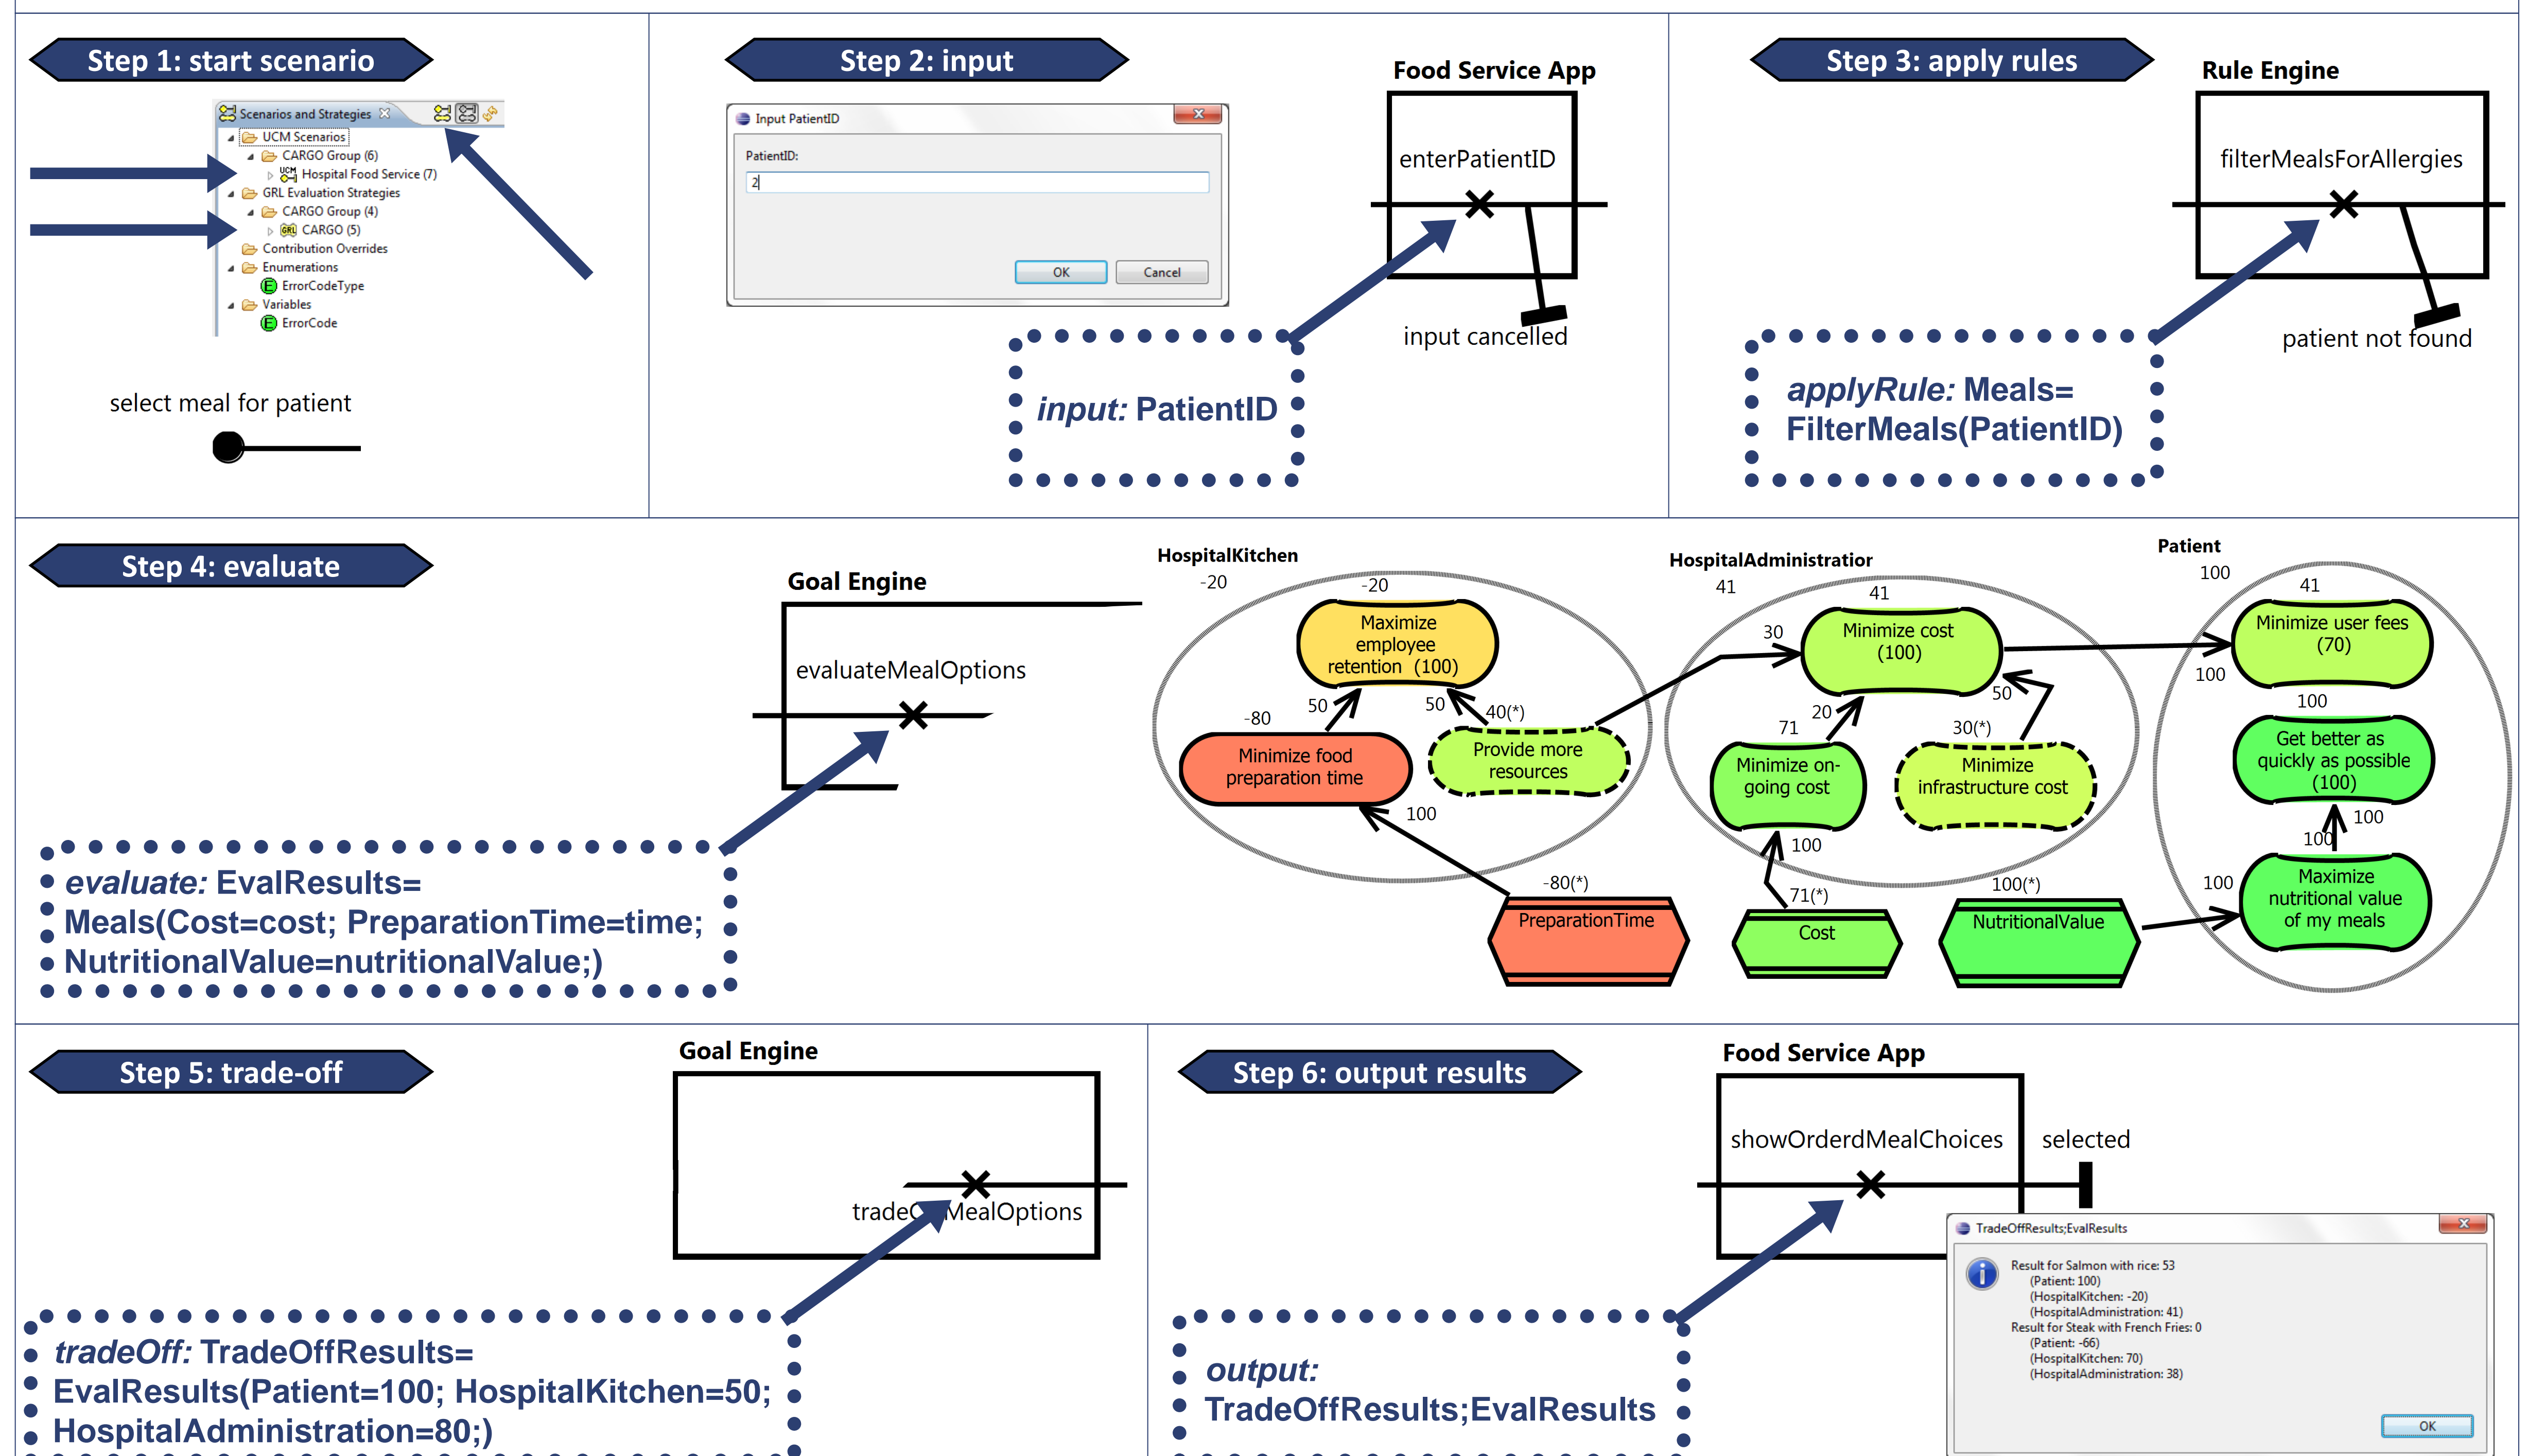 Step 1: start scenario
Scenarios and Strategies
UCM Scenarios
CARGO Group (6)
UCM Hospital Food Service (7)
GRL Evaluation Strategies
CARGO Group (4)
GRL CARGO (5)
Contribution Overrides
Enumerations
E ErrorCodeType
Variables
E ErrorCode
select meal for patient
Step 2: input
Input PatientID
PatientID:
2
OK
Cancel
Food Service App
enterPatientID
input cancelled
input: PatientID
Step 3: apply rules
Rule Engine
filterMealsForAllergies
patient not found
applyRule: Meals=
FilterMeals(PatientID)
Step 4: evaluate
Goal Engine
evaluateMealOptions
evaluate: EvalResults=
Meals(Cost=cost; PreparationTime=time;
NutritionalValue=nutritionalValue;)
HospitalKitchen
-20
-20
Maximize
employee
retention (100)
50
50
-80
Minimize food
preparation time
40(*)
Provide more
resources
100
-80(*)
PreparationTime
HospitalAdministratior
41
41
30
Minimize cost
(100)
20
50
71
Minimize on-
going cost
30(*)
Minimize
infrastructure cost
100
71(*)
Cost
100(*)
NutritionalValue
Patient
100
41
Minimize user fees
(70)
100
100
Get better as
quickly as possible
(100)
100
100
100
Maximize
nutritional value
of my meals
Step 5: trade-off
Goal Engine
MealOptions
tradeOff: TradeOffResults=
EvalResults(Patient=100; HospitalKitchen=50;
HospitalAdministration=80;)
Step 6: output results
Food Service App
showOrderdMealChoices
selected
output:
TradeOffResults;EvalResults
TradeOffResults;EvalResults
Result for Salmon with rice: 53
(Patient: 100)
(HospitalKitchen: -20)
(HospitalAdministration: 41)
Result for Steak with French Fries: 0
(Patient: -66)
(HospitalKitchen: 70)
(HospitalAdministration: 38)
OK